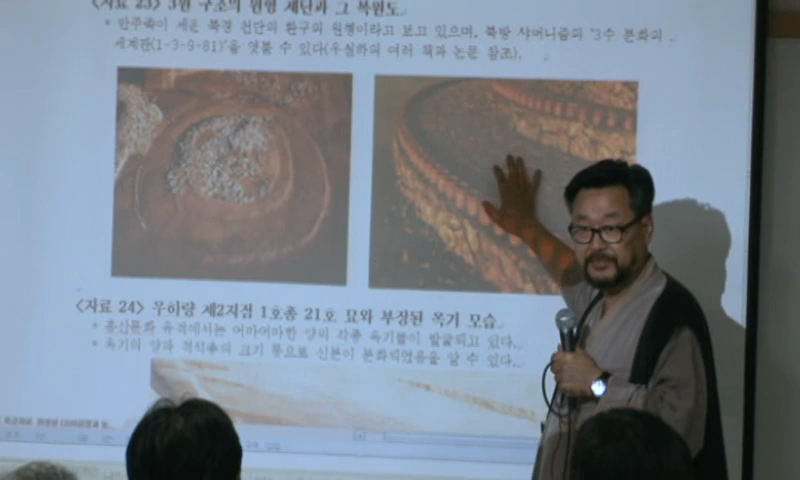 <자료 23> 3원 구조의 원형 제단과 그 복원도
* 만주족이 세운 북경 천단의 환구의 원형이라고 보고 있으며, 북방 샤머니즘의 '3수 분화의
세계관(1-3-9-81)'을 엿볼 수 있다(우실하의 여러 책과 논문 참조).
<자료 24> 우하량 제2지점 1호총 21호 묘와 부장된 옥기 모습
* 홍산문화 유적에서는 어마어마한 양의 각종 옥기들이 발굴되고 있다.
* 옥기의 양과 적석총의 크기 등으로 신분이 분화되었음을 알 수 있다.